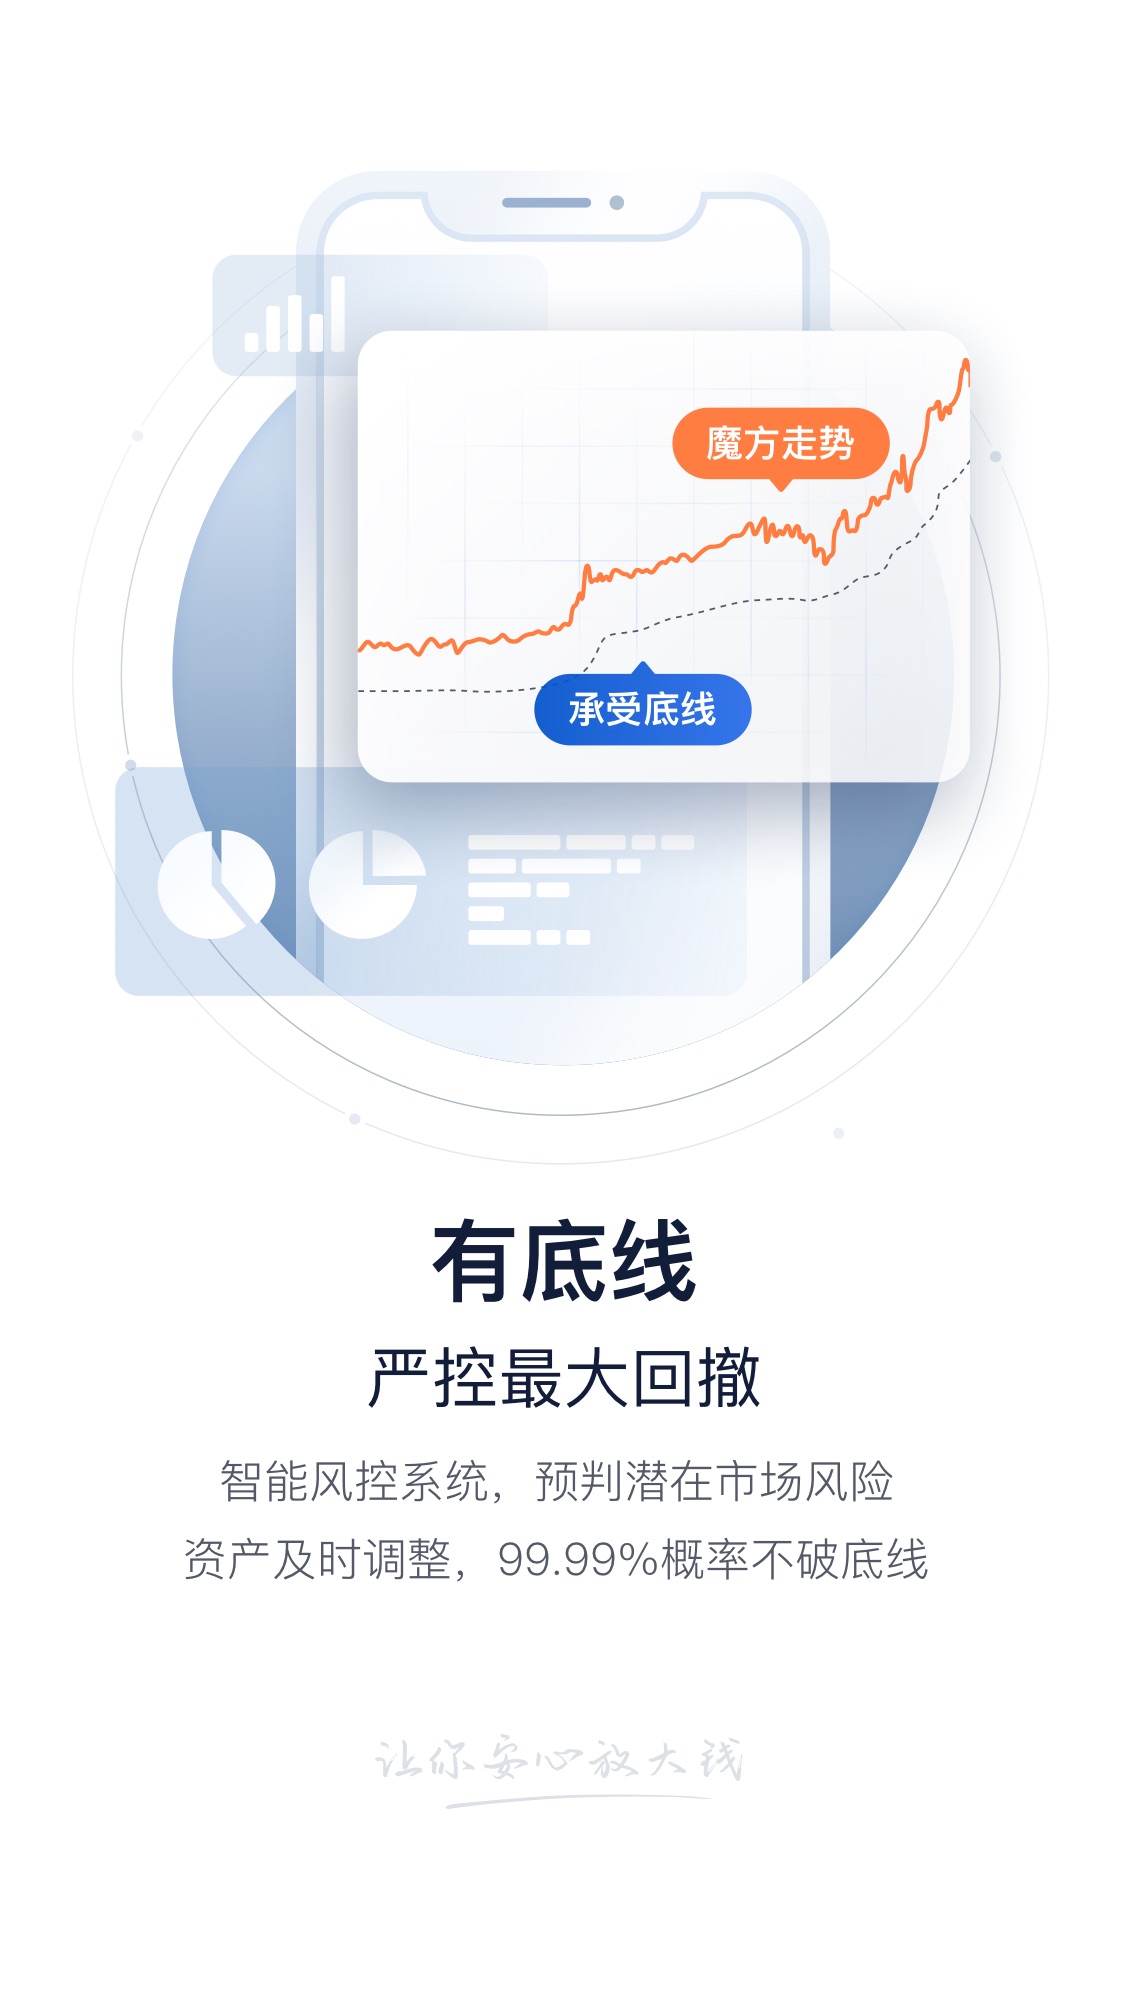 魔方走势
承受底线
有底线
严控最大回撤
智能风控系统，预判潜在市场风险
资产及时调整，99.99%概率不破底线
让你安心放大钱